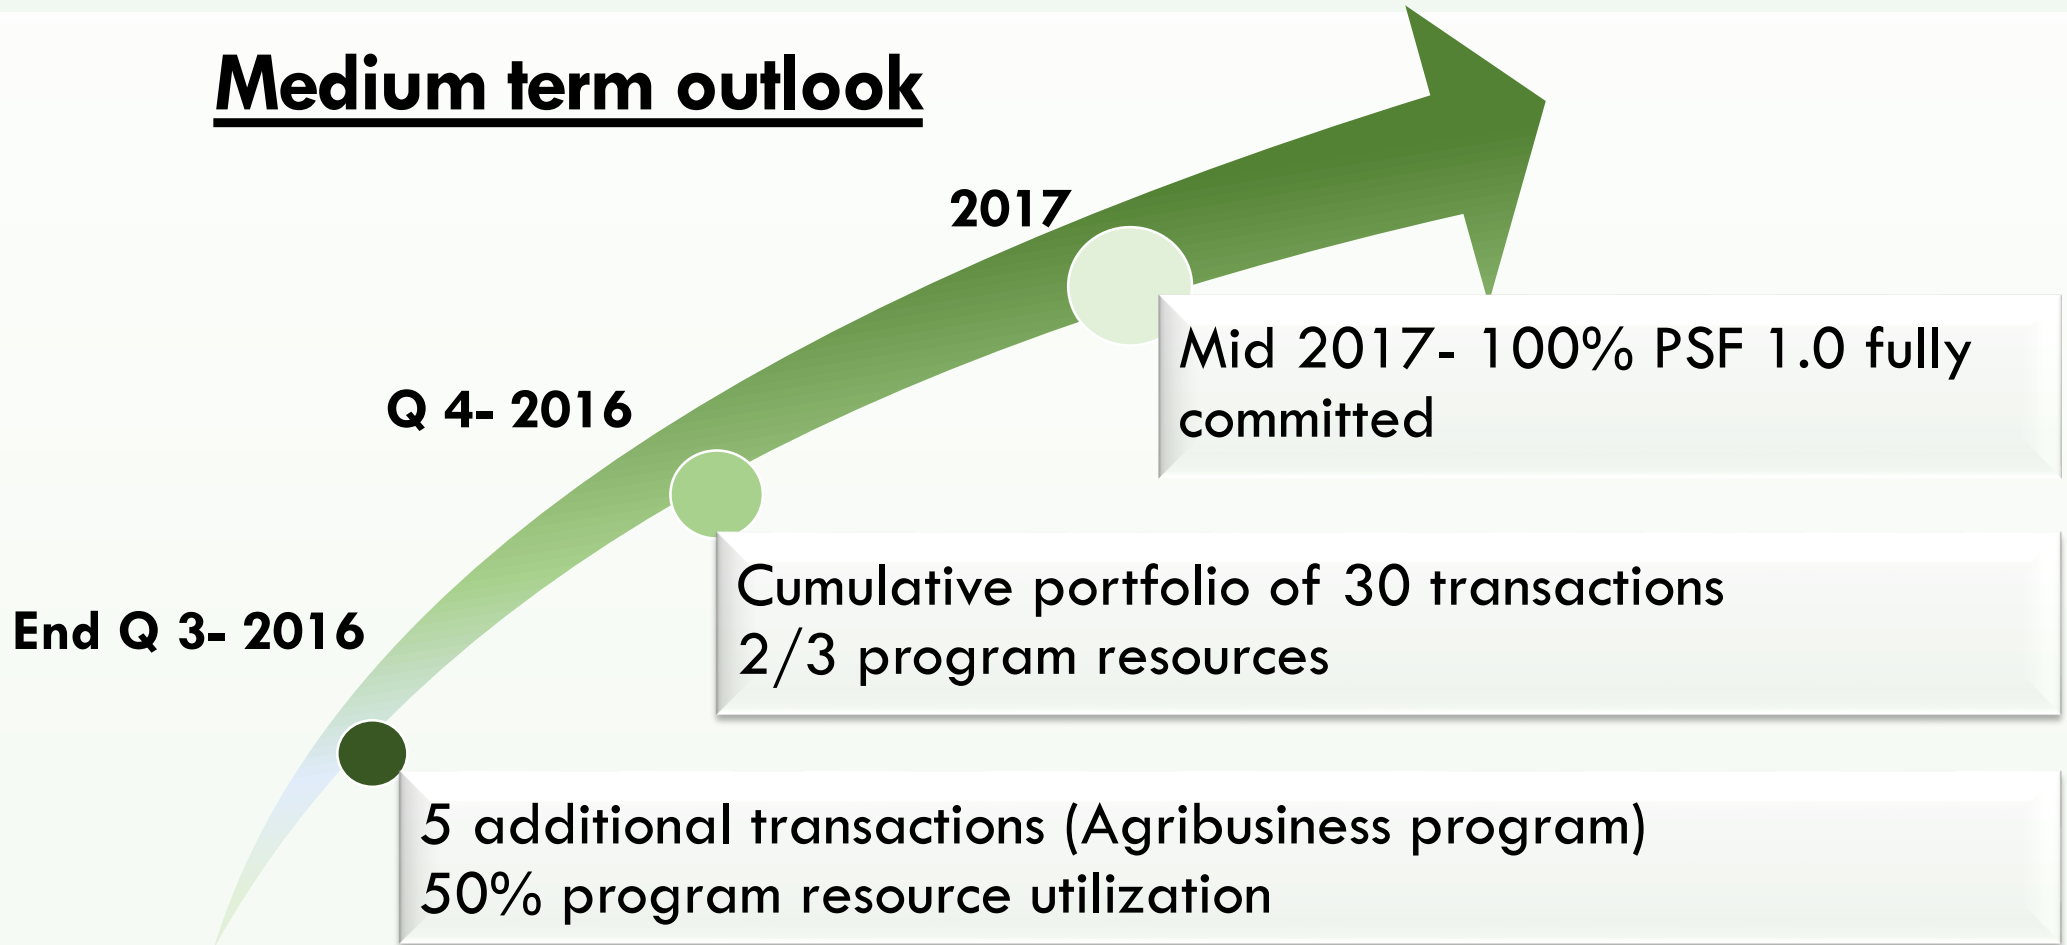 Medium term outlook
2017
Mid 2017- 100% PSF 1.0 fully
committed
Q 4- 2016
Cumulative portfolio of 30 transactions
2/3 program resources
End Q 3- 2016
5 additional transactions (Agribusiness program)
50% program resource utilization